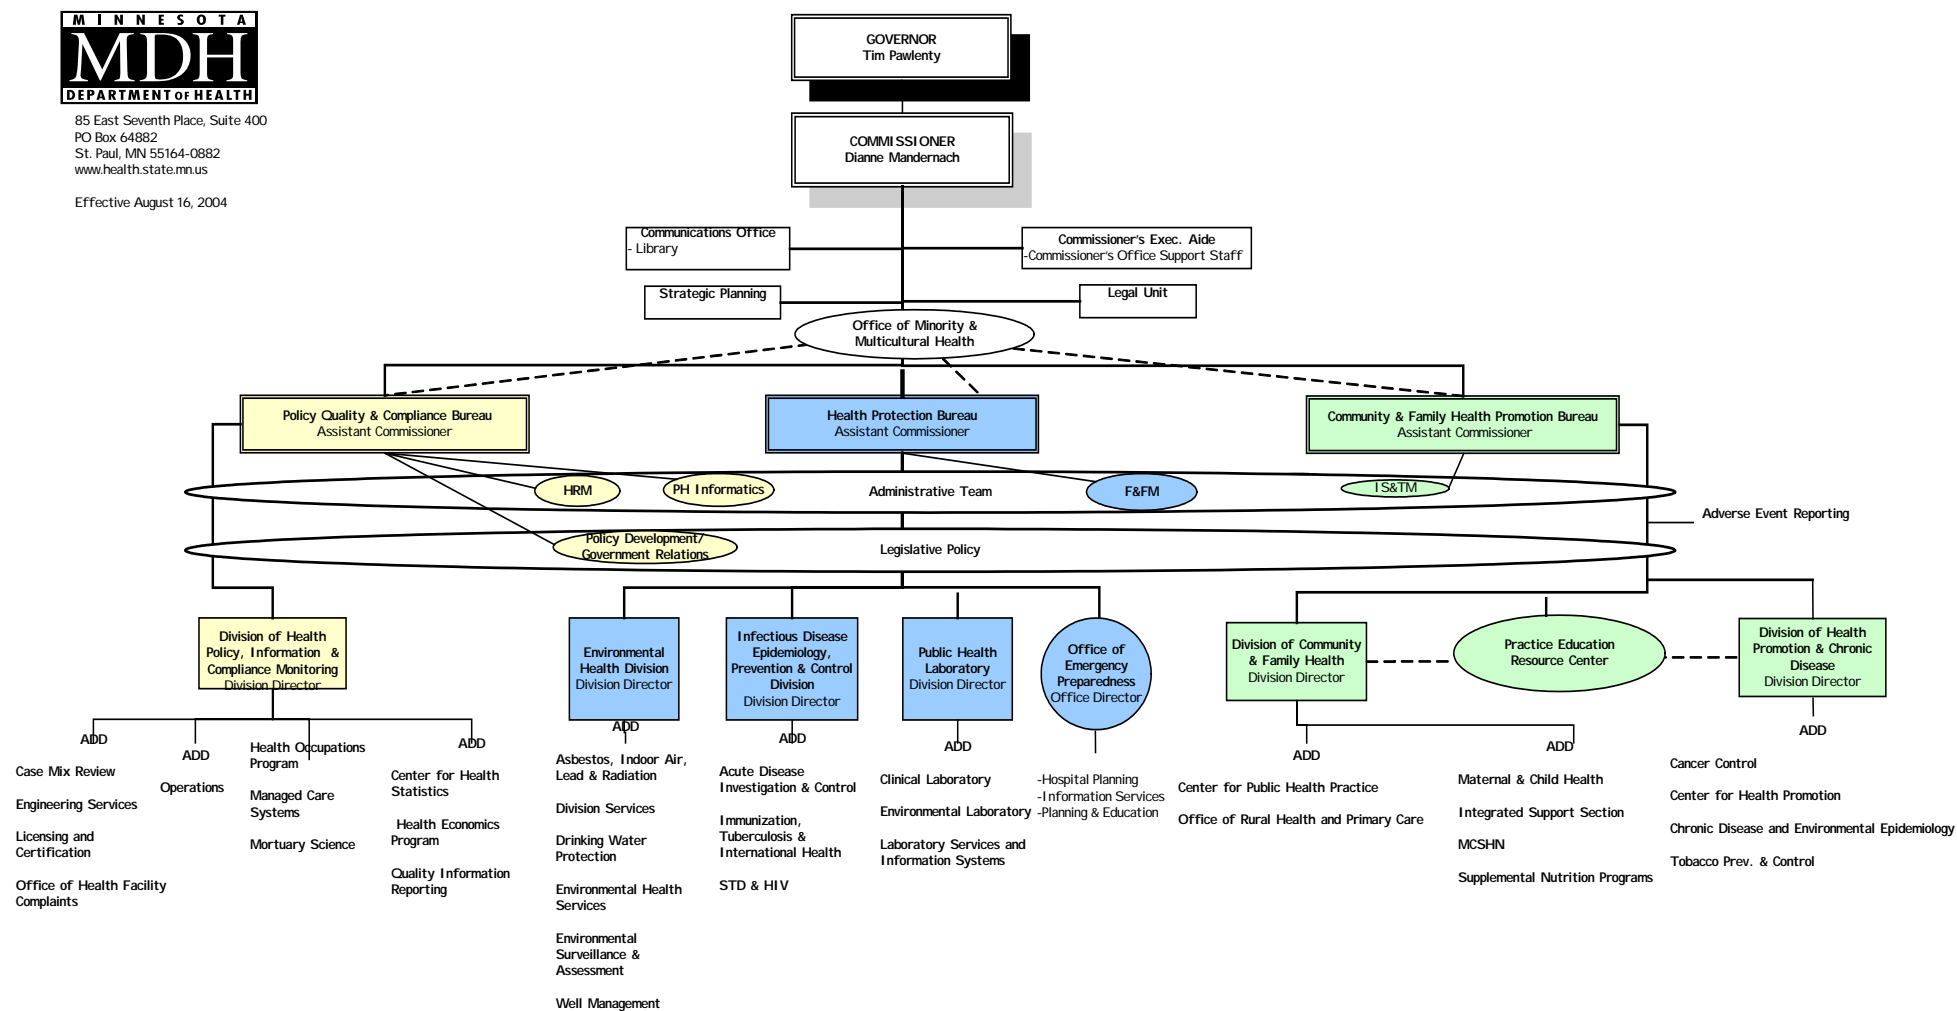 MINNESOTA
MDH
DEPARTMENT OF HEALTH
85 East Seventh Place, Suite 400
PO Box 64882
St. Paul, MN 55164-0882
www.health.state.mn.us
Effective August 16, 2004
GOVERNOR
Tim Pawlenty
COMMISSIONER
Dianne Mandernach
Communications Office
- Library
Commissioner's Exec. Aide
-Commissioner's Office Support Staff
Strategic Planning
Legal Unit
Office of Minority &
Multicultural Health
Policy Quality & Compliance Bureau
Assistant Commissioner
Health Protection Bureau
Assistant Commissioner
Community & Family Health Promotion Bureau
Assistant Commissioner
HRM
PH Informatics
Administrative Team
F&FM
IS&TM
Adverse Event Reporting
Policy Development/
Government Relations
Legislative Policy
Division of Health
Policy, Information &
Compliance Monitoring
Division Director
Environmental
Health Division
Division Director
Infectious Disease
Epidemiology,
Prevention & Control
Division
Division Director
Public Health
Laboratory
Division Director
Office of
Emergency
Preparedness
Office Director
Division of Community
& Family Health
Division Director
Practice Education
Resource Center
Division of Health
Promotion & Chronic
Disease
Division Director
ADD
Case Mix Review
Engineering Services
Licensing and
Certification
Office of Health Facility
Complaints
ADD
Operations
Health Occupations
Program
Managed Care
Systems
Mortuary Science
ADD
Center for Health
Statistics
Health Economics
Program
Quality Information
Reporting
ADD
Asbestos, Indoor Air,
Lead & Radiation
Division Services
Drinking Water
Protection
Environmental Health
Services
Environmental
Surveillance &
Assessment
Well Management
ADD
Acute Disease
Investigation & Control
Immunization,
Tuberculosis &
International Health
STD & HIV
ADD
Clinical Laboratory
Environmental Laboratory
Laboratory Services and
Information Systems
-Hospital Planning
-Information Services
-Planning & Education
ADD
Center for Public Health Practice
Office of Rural Health and Primary Care
ADD
Maternal & Child Health
Integrated Support Section
MCSHN
Supplemental Nutrition Programs
ADD
Cancer Control
Center for Health Promotion
Chronic Disease and Environmental Epidemiology
Tobacco Prev. & Control